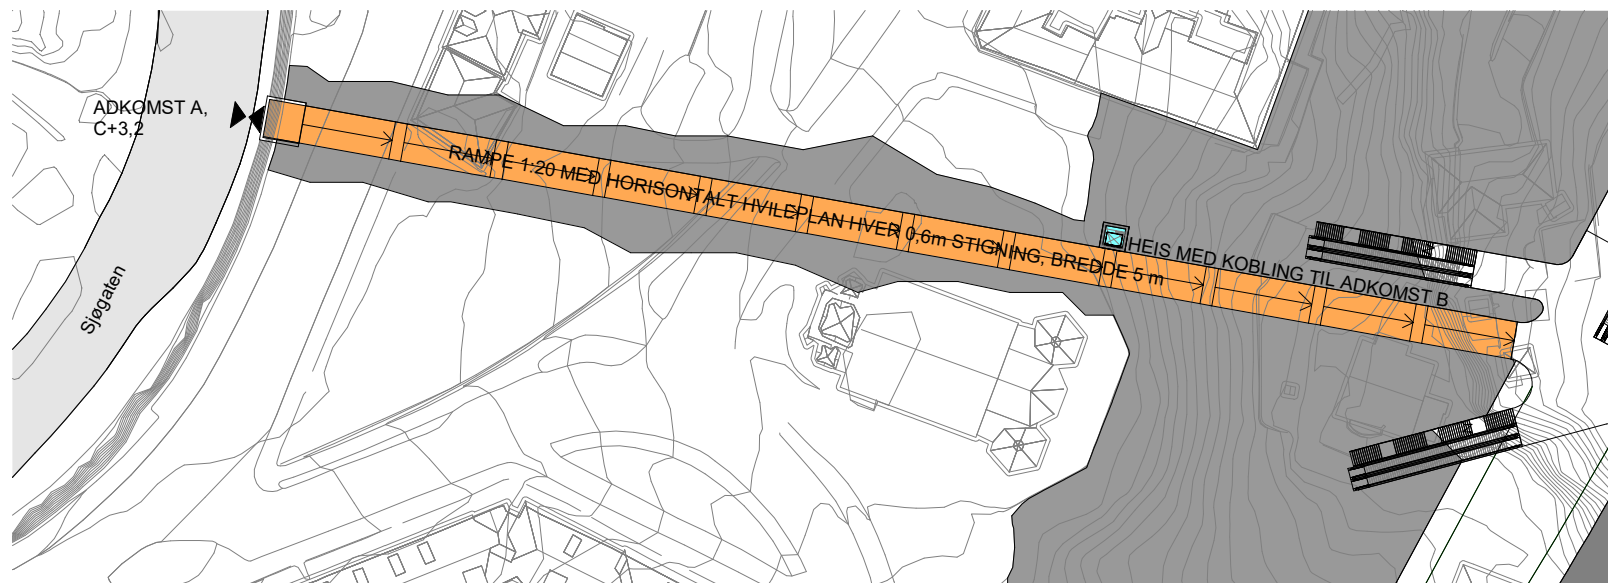 ADKOMST A,
C+3,2
RAMPE 1:20 MED HORISONTALT HVILEPLAN HVER 0,6m STIGNING, BREDDE 5 m
HEIS MED KOBLING TIL ADKOMST B
Sjøgaten